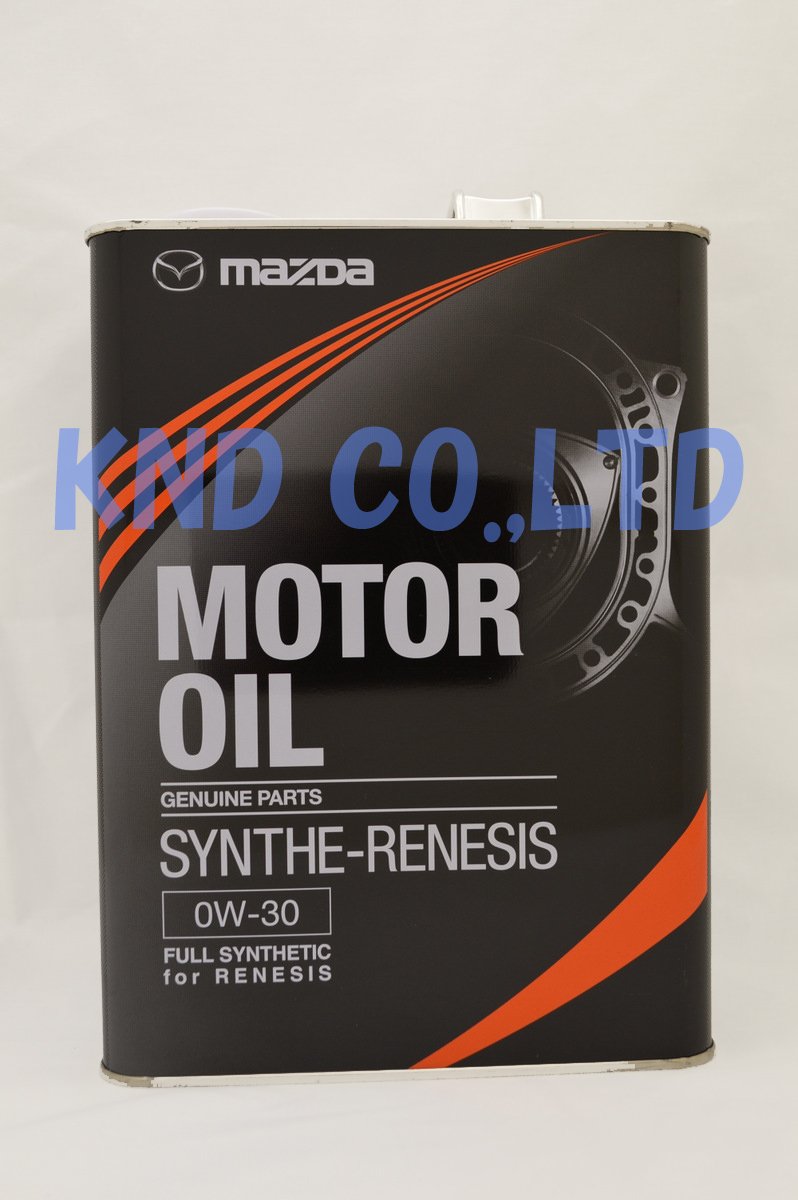 mazda
KND CO.,LTD
MOTOR
OIL
GENUINE PARTS
SYNTHE-RENESIS
0W-30
FULL SYNTHETIC
for RENESIS